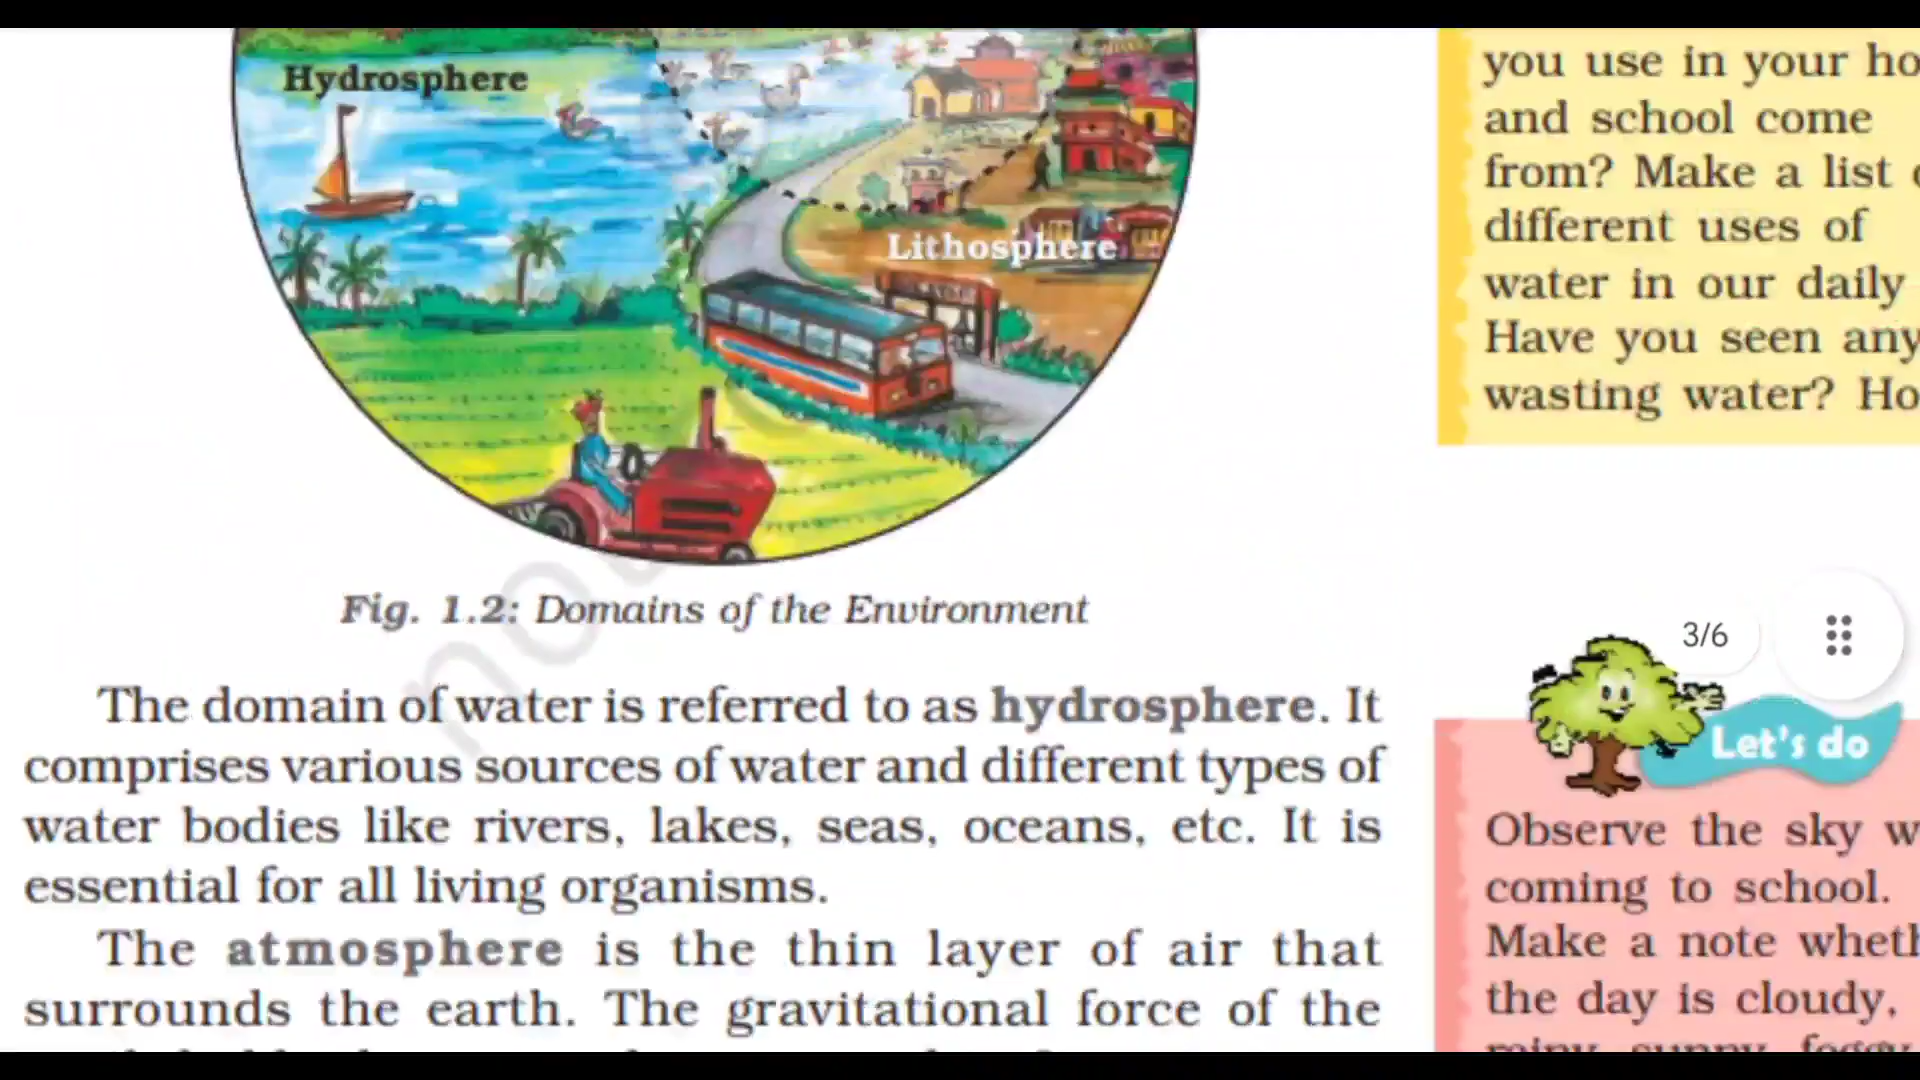 Hydrosphere
Lithosphere
Fig. 1.2: Domains of the Environment
The domain of water is referred to as hydrosphere. It
comprises various sources of water and different types of
water bodies like rivers, lakes, seas, oceans, etc. It is
essential for all living organisms.
The atmosphere is the thin layer of air that
surrounds the earth. The gravitational force of the
you use in your
and school come
from? Make a list
different uses of
water in our daily
Have you seen
wasting water?
3/6
Let's do
Observe the sky
coming to school.
Make a note
the day is cloudy,
rainy, sunny, foggy